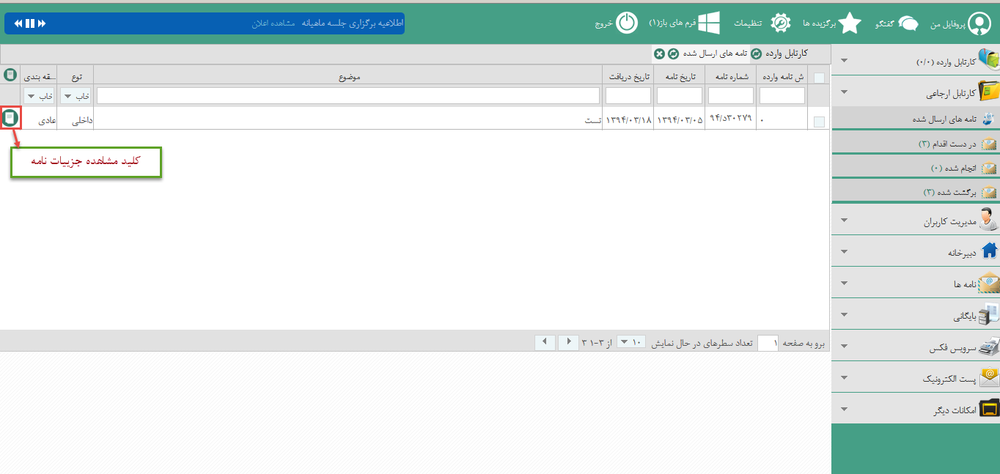 پروفایل من
گفتگو
برگزیده ها
تنظیمات
فرم های باز(۱)
خروج
اطلاعیه برگزاری جلسه ماهیانه مشاهده اعلان
کارتابل وارده
نامه های ارسال شده
ش نامه وارده
شماره نامه
تاریخ نامه
تاریخ دریافت
موضوع
نوع
قه بندی
خاب
خاب
۰
۹۴/د۳۰۲۷۹
۱۳۹۴/۰۳/۰۵
۱۳۹۴/۰۳/۱۸
تست
داخلی
عادی
کلید مشاهده جزییات نامه
برو به صفحه ۱ تعداد سطرهای در حال نمایش ۱۰ از ۳-۱ ۳
کارتابل وارده (۰/۰)
کارتابل ارجاعی
نامه های ارسال شده
در دست اقدام (۳)
انجام شده (۰)
برگشت شده (۳)
مدیریت کاربران
دبیرخانه
نامه ها
بایگانی
سرویس فکس
پست الکترونیک
امکانات دیگر